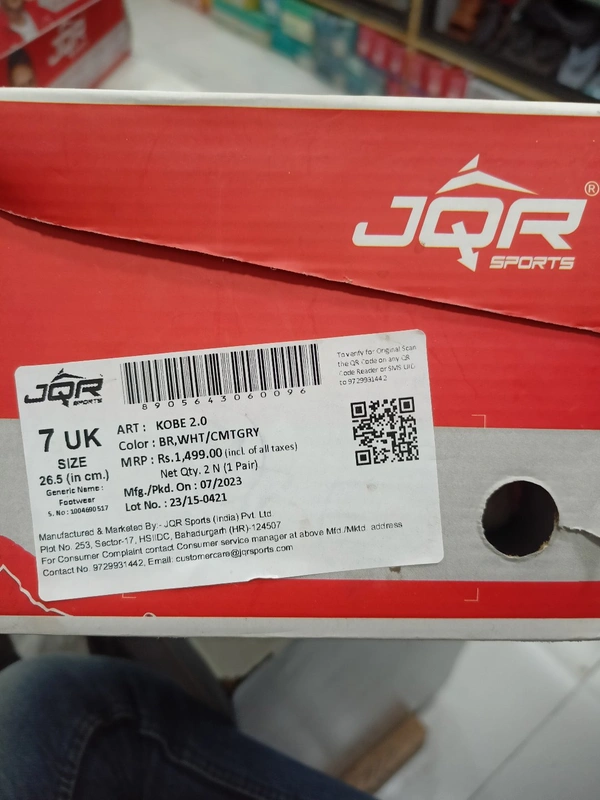 JQR
JQR ®
SPORTS
JQR
SPORTS
8905643060096
To verify for Original Scan
the QR Code on any QR
Code Reader or SMS UID
to 9729931442
7 UK
SIZE
26.5 (in cm.)
Generic Name :
Footwear
S. No : 1004690517
ART : KOBE 2.0
Color : BR,WHT/CMTGRY
MRP : Rs.1,499.00 (incl. of all taxes)
Net Qty. 2 N (1 Pair)
Mfg./Pkd. On : 07/2023
Lot No. : 23/15-0421
Manufactured & Marketed By:- JQR Sports (India) Pvt. Ltd.
Plot No. 253, Sector-17, HSIIDC, Bahadurgarh (HR)-124507
For Consumer Complaint contact Consumer service manager at above Mfd./Mktd. address
Contact No. 9729931442, Email: customercare@jqrsports.com